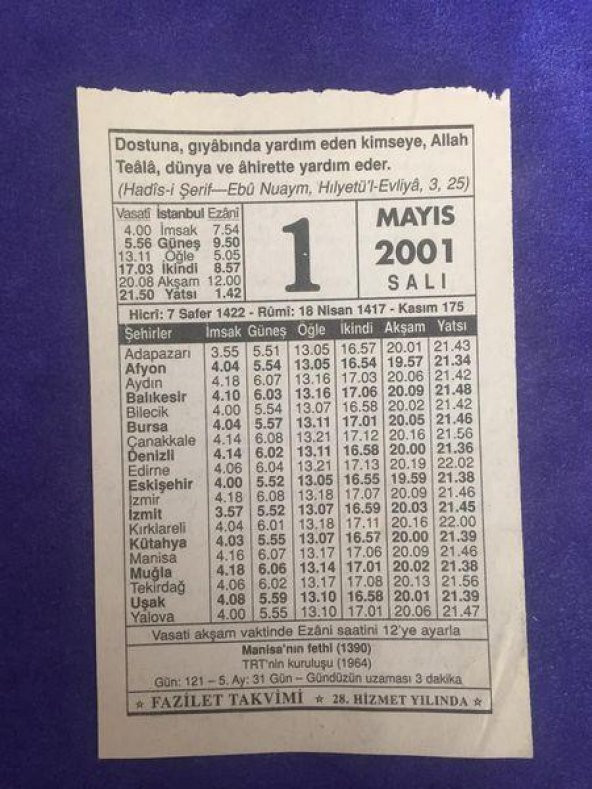 Dostuna, gıyâbında yardım eden kimseye, Allah
Teâlâ, dünya ve âhirette yardım eder.
(Hadîs-i Şerif—Ebû Nuaym, Hılyetü'l-Evliyâ, 3, 25)
Vasatî İstanbul Ezânî
4.00 İmsak 7.54
5.56 Güneş 9.50
13.11 Öğle 5.05
17.03 İkindi 8.57
20.08 Akşam 12.00
21.50 Yatsı 1.42
1
MAYIS
2001
SALI
Hicrî: 7 Safer 1422 - Rûmî: 18 Nisan 1417 - Kasım 175
Şehirler İmsak Güneş Öğle İkindi Akşam Yatsı
Adapazarı 3.55 5.51 13.05 16.57 20.01 21.43
Afyon 4.04 5.54 13.05 16.54 19.57 21.34
Aydın 4.18 6.07 13.16 17.03 20.06 21.42
Balıkesir 4.10 6.03 13.16 17.06 20.09 21.48
Bilecik 4.00 5.54 13.07 16.58 20.02 21.42
Bursa 4.04 5.57 13.11 17.01 20.05 21.46
Çanakkale 4.14 6.08 13.21 17.12 20.16 21.56
Denizli 4.14 6.02 13.11 16.58 20.00 21.36
Edirne 4.06 6.04 13.21 17.13 20.19 22.02
Eskişehir 4.00 5.52 13.05 16.55 19.59 21.38
İzmir 4.18 6.08 13.18 17.07 20.09 21.46
İzmit 3.57 5.52 13.07 16.59 20.03 21.45
Kırklareli 4.04 6.01 13.18 17.11 20.16 22.00
Kütahya 4.03 5.55 13.07 16.57 20.00 21.39
Manisa 4.16 6.07 13.17 17.06 20.09 21.46
Muğla 4.18 6.06 13.14 17.01 20.02 21.38
Tekirdağ 4.06 6.02 13.17 17.08 20.13 21.56
Uşak 4.08 5.59 13.10 16.58 20.01 21.39
Yalova 4.00 5.55 13.10 17.01 20.06 21.47
Vasati akşam vaktinde Ezâni saatini 12'ye ayarla
Manisa'nın fethi (1390)
TRT'nin kuruluşu (1964)
Gün: 121 – 5. Ay: 31 Gün – Gündüzün uzaması 3 dakika
☆ FAZİLET TAKVİMİ ☆ 28. HİZMET YILINDA ☆